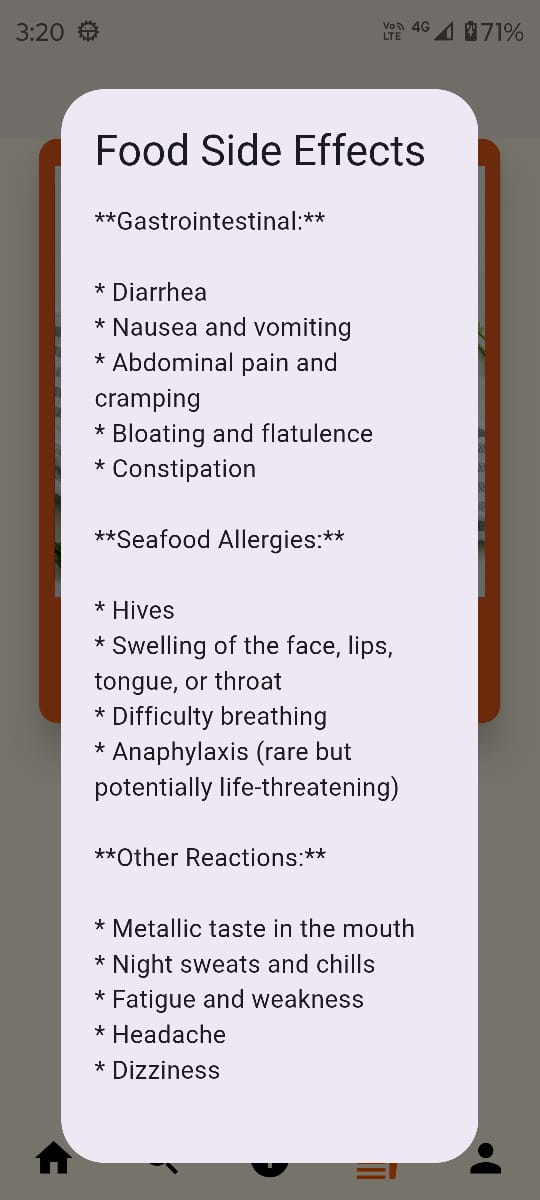 3:20 Vo LTE 4G 71%
Food Side Effects
**Gastrointestinal:**
* Diarrhea
* Nausea and vomiting
* Abdominal pain and
cramping
* Bloating and flatulence
* Constipation
**Seafood Allergies:**
* Hives
* Swelling of the face, lips,
tongue, or throat
* Difficulty breathing
* Anaphylaxis (rare but
potentially life-threatening)
**Other Reactions:**
* Metallic taste in the mouth
* Night sweats and chills
* Fatigue and weakness
* Headache
* Dizziness